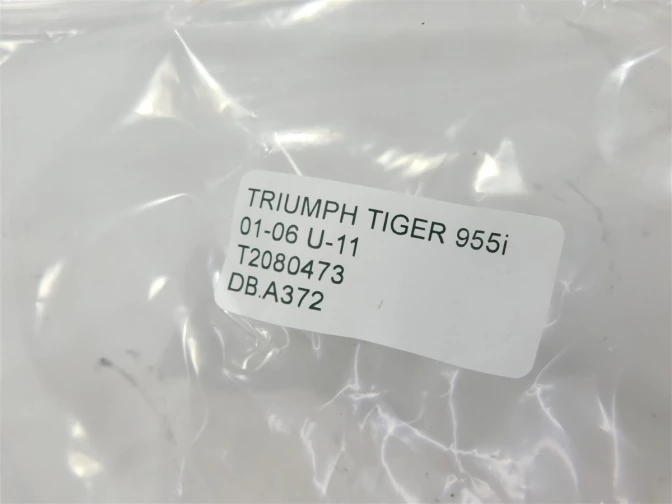 TRIUMPH TIGER 955i
01-06 U-11
T2080473
DB.A372